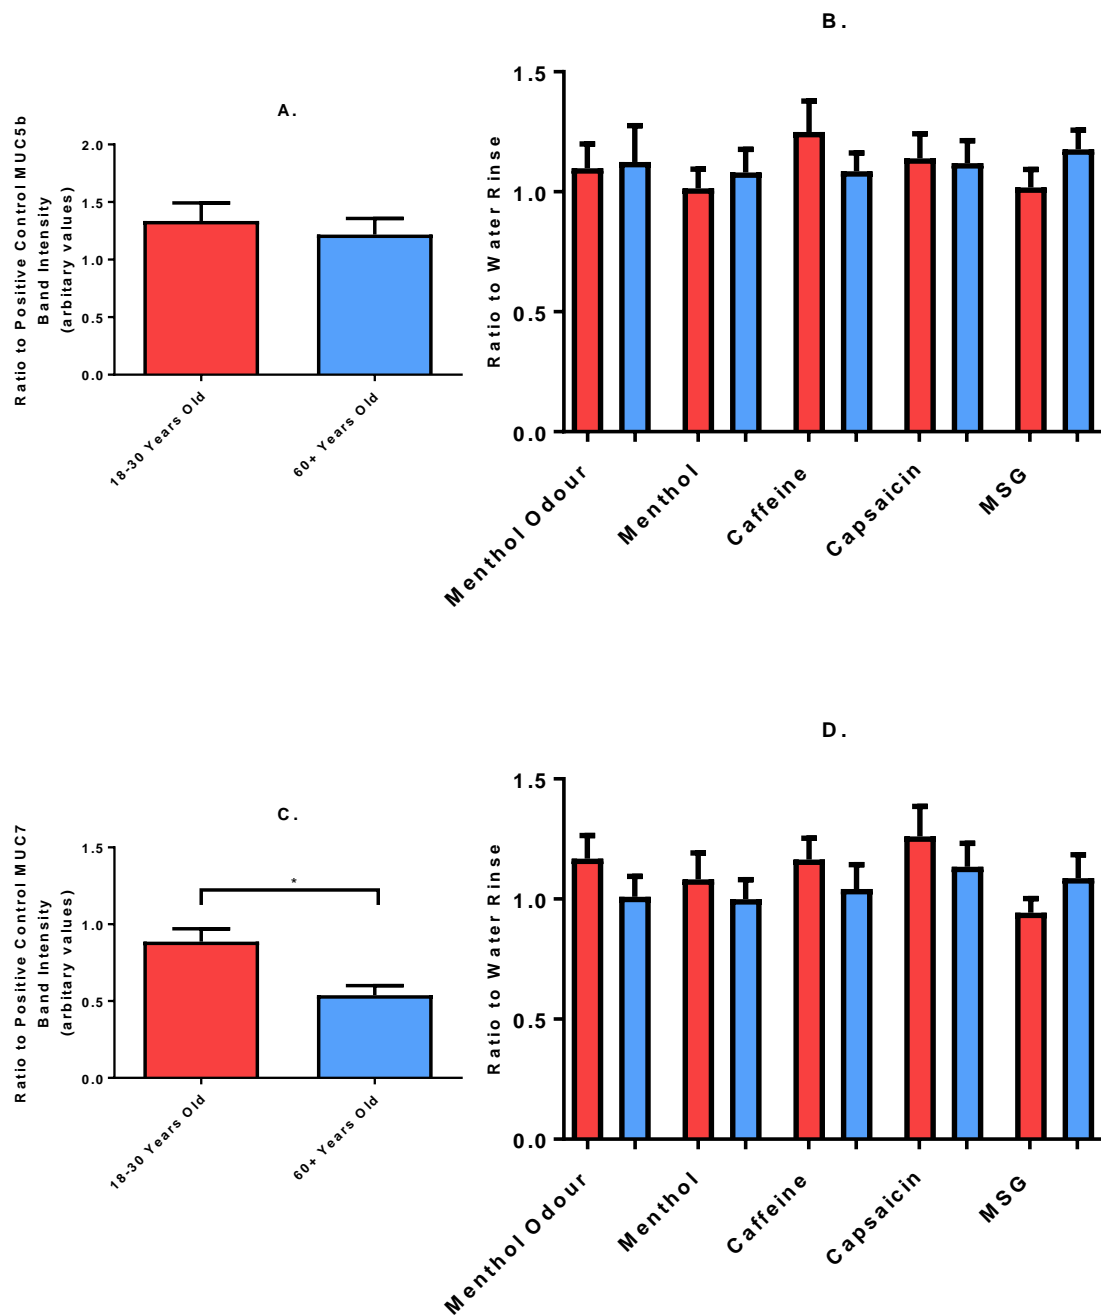 A.
Ratio to Positive Control MUC5b
Band Intensity
(arbitary values)
2.0
1.5
1.0
0.5
0.0
18-30 Years Old
60+ Years Old
B.
Ratio to Water Rinse
1.5
1.0
0.5
0.0
Menthol Odour
Menthol
Caffeine
Capsaicin
MSG
C.
Ratio to Positive Control MUC7
Band Intensity
(arbitary values)
1.5
1.0
0.5
0.0
*
18-30 Years Old
60+ Years Old
D.
Ratio to Water Rinse
1.5
1.0
0.5
0.0
Menthol Odour
Menthol
Caffeine
Capsaicin
MSG